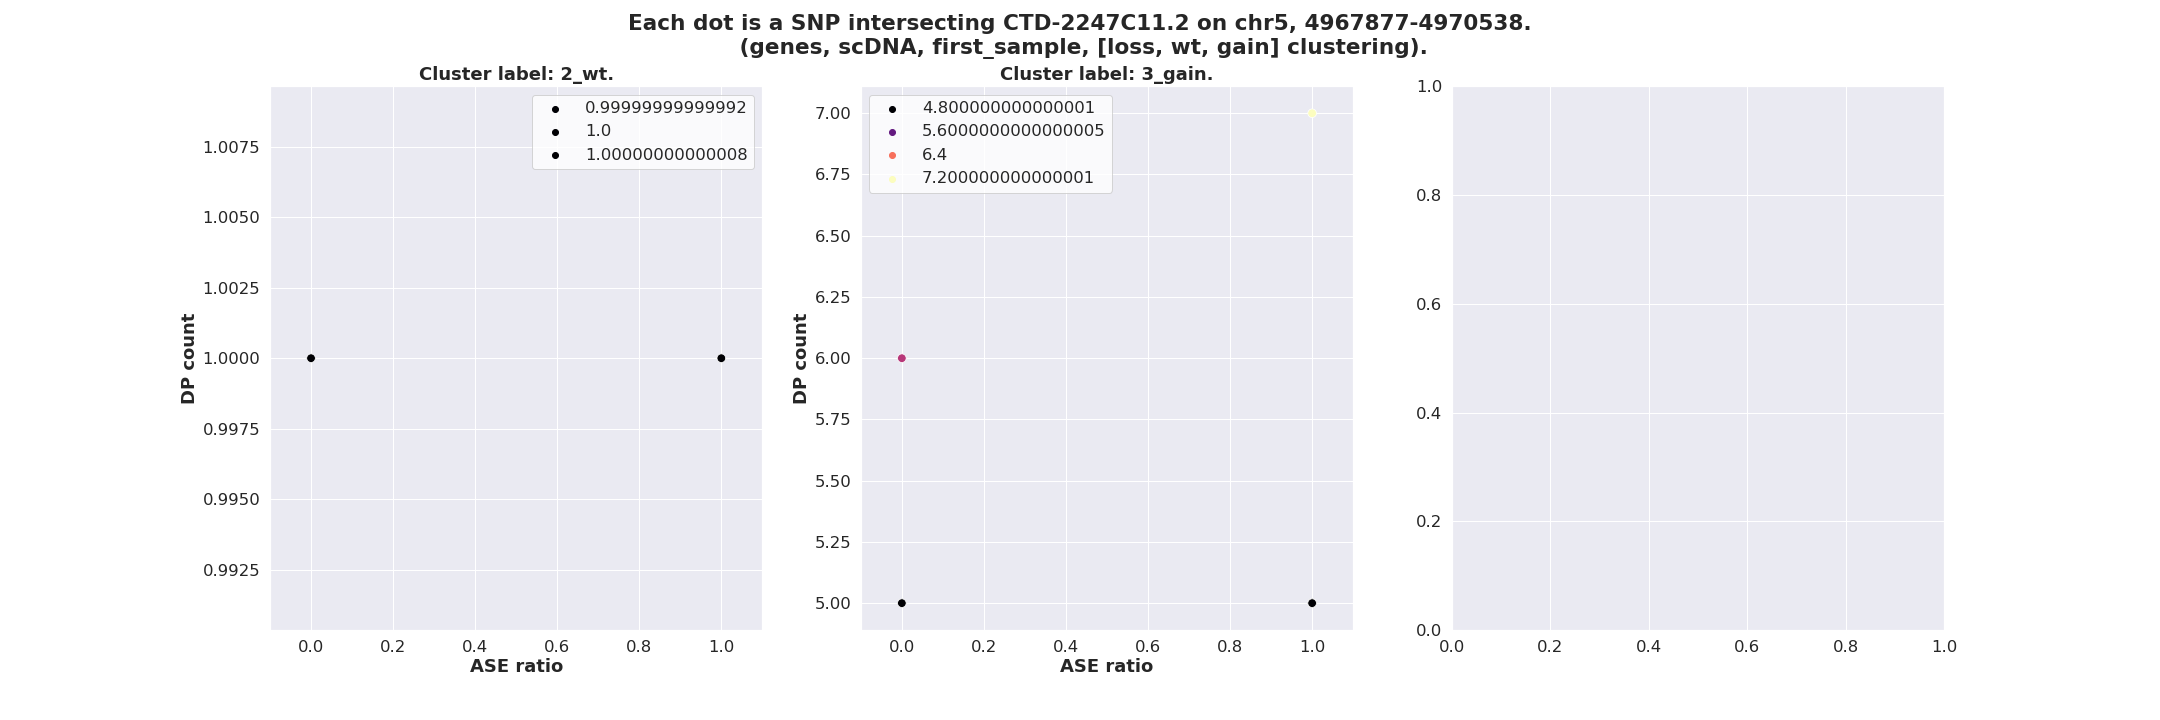 Each dot is a SNP intersecting CTD-2247C11.2 on chr5, 4967877-4970538.
(genes, scDNA, first_sample, [loss, wt, gain] clustering).
Cluster label: 2_wt.
0.99999999999992
1.0
1.00000000000008
1.0075
1.0050
1.0025
1.0000
0.9975
0.9950
0.9925
DP count
0.0 0.2 0.4 0.6 0.8 1.0
ASE ratio
Cluster label: 3_gain.
4.800000000000001
5.6000000000000005
6.4
7.200000000000001
7.00
6.75
6.50
6.25
6.00
5.75
5.50
5.25
5.00
DP count
0.0 0.2 0.4 0.6 0.8 1.0
ASE ratio
1.0
0.8
0.6
0.4
0.2
0.0
0.0 0.2 0.4 0.6 0.8 1.0